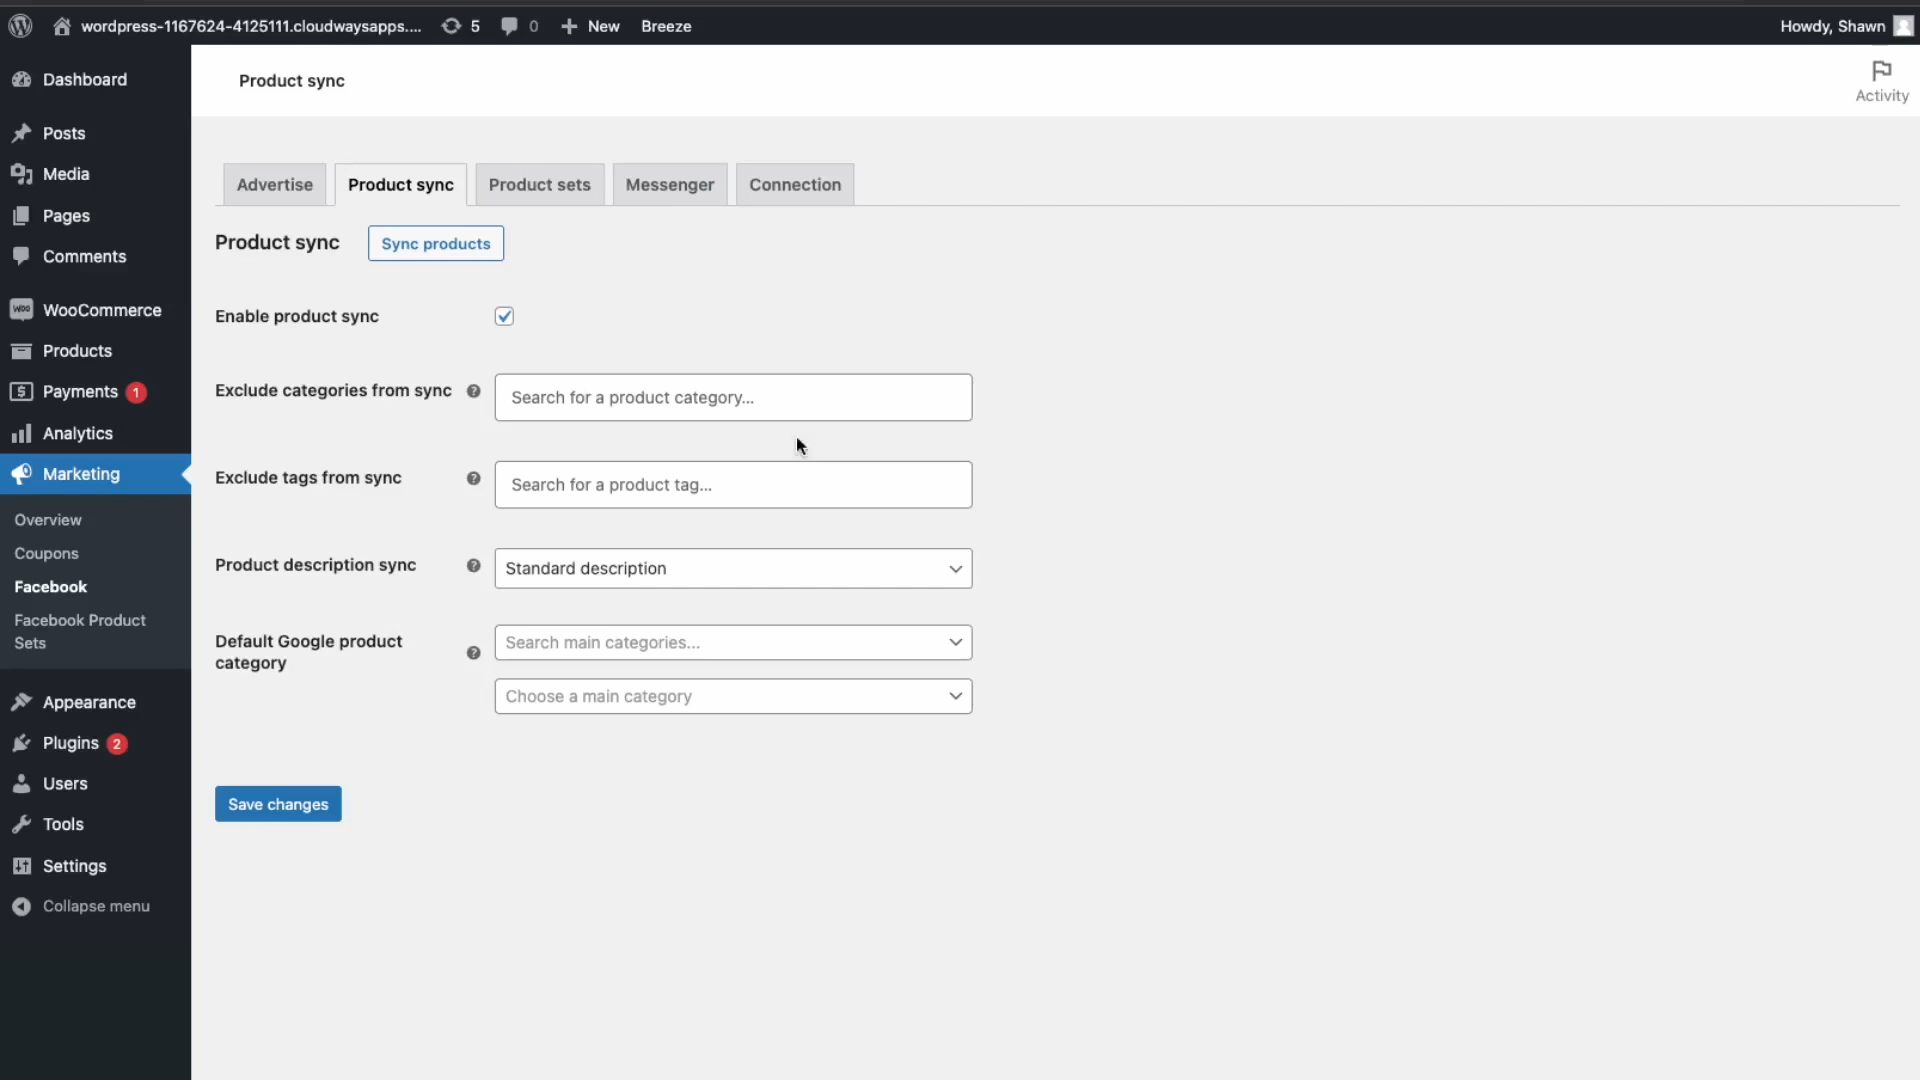 wordpress-1167624-4125111.cloudwaysapps....
5
0
New
Breeze
Howdy, Shawn
Dashboard
Posts
Media
Pages
Comments
WooCommerce
Products
Payments 1
Analytics
Marketing
Overview
Coupons
Facebook
Facebook Product
Sets
Appearance
Plugins 2
Users
Tools
Settings
Collapse menu
Product sync
Activity
Advertise
Product sync
Product sets
Messenger
Connection
Product sync
Sync products
Enable product sync
Exclude categories from sync
Search for a product category...
Exclude tags from sync
Search for a product tag...
Product description sync
Standard description
Default Google product
category
Search main categories...
Choose a main category
Save changes